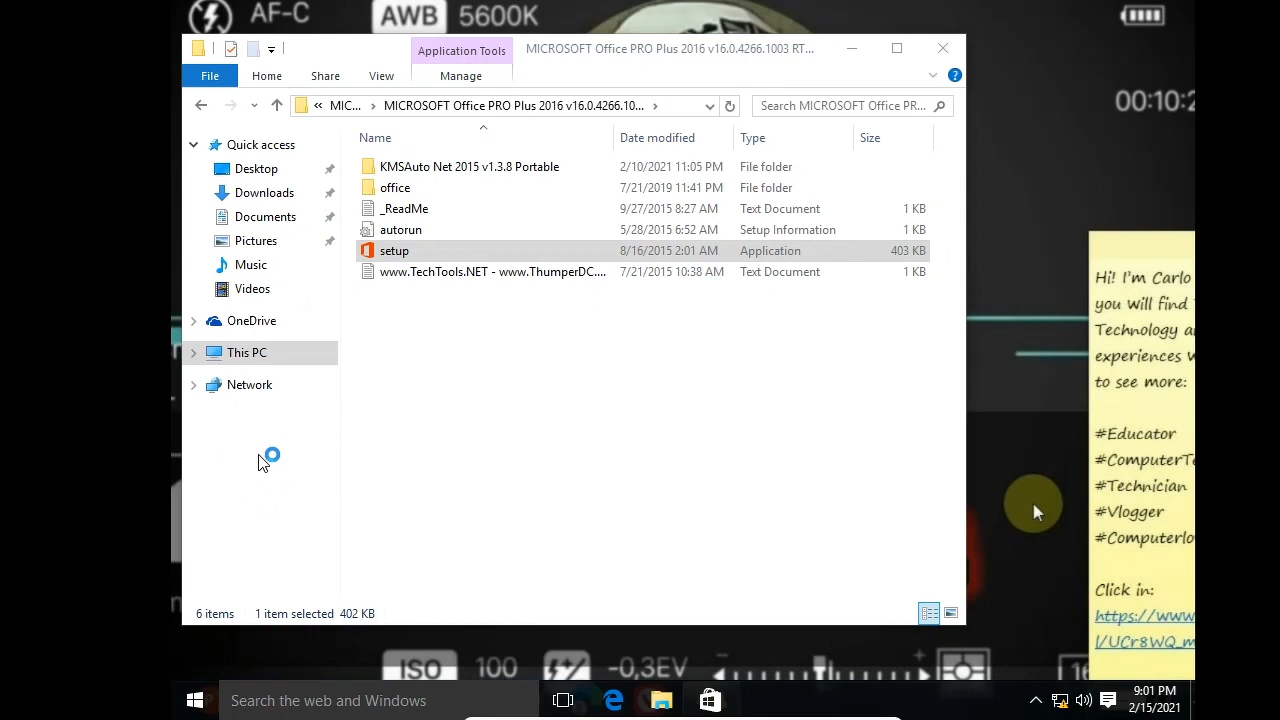 AF-C AWB 5600K
00:10:2
MICROSOFT Office PRO Plus 2016 v16.0.4266.1003 RT...
Application Tools
File Home Share View Manage
« MIC... > MICROSOFT Office PRO Plus 2016 v16.0.4266.10... >
Search MICROSOFT Office PR...
Name Date modified Type Size
Quick access
Desktop
Downloads
Documents
Pictures
Music
Videos
OneDrive
This PC
Network
KMSAuto Net 2015 v1.3.8 Portable 2/10/2021 11:05 PM File folder
office 7/21/2019 11:41 PM File folder
_ReadMe 9/27/2015 8:27 AM Text Document 1 KB
autorun 5/28/2015 6:52 AM Setup Information 1 KB
setup 8/16/2015 2:01 AM Application 403 KB
www.TechTools.NET - www.ThumperDC.... 7/21/2015 10:38 AM Text Document 1 KB
6 items 1 item selected 402 KB
Hi! I'm Carlo
you will find
Technology a
experiences
to see more:
#Educator
#ComputerTe
#Technician
#Vlogger
#Computerlo
Click in:
https://www
l/UCr8WQ_m
ISO 100 -0,3EV
16
Search the web and Windows
9:01 PM
2/15/2021